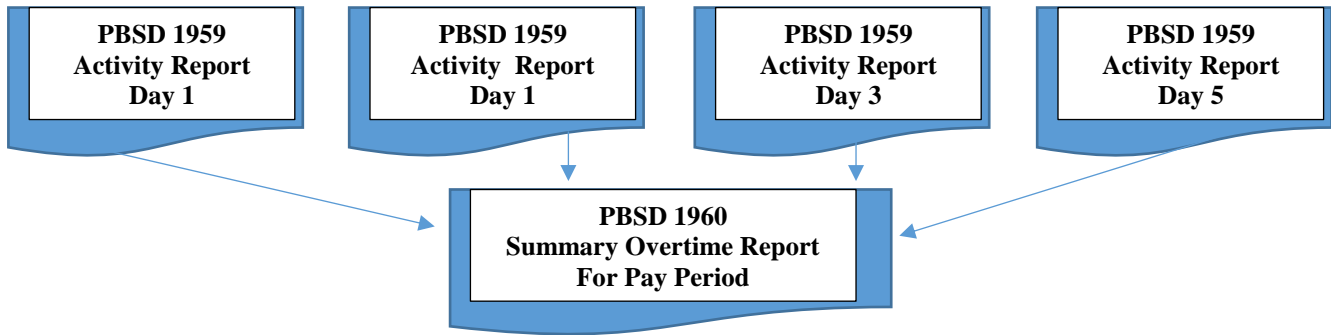 PBSD 1959
Activity Report
Day 1
PBSD 1959
Activity  Report
Day 1
PBSD 1959
Activity Report
Day 3
PBSD 1959
Activity Report
Day 5
PBSD 1960
Summary Overtime Report
For Pay Period